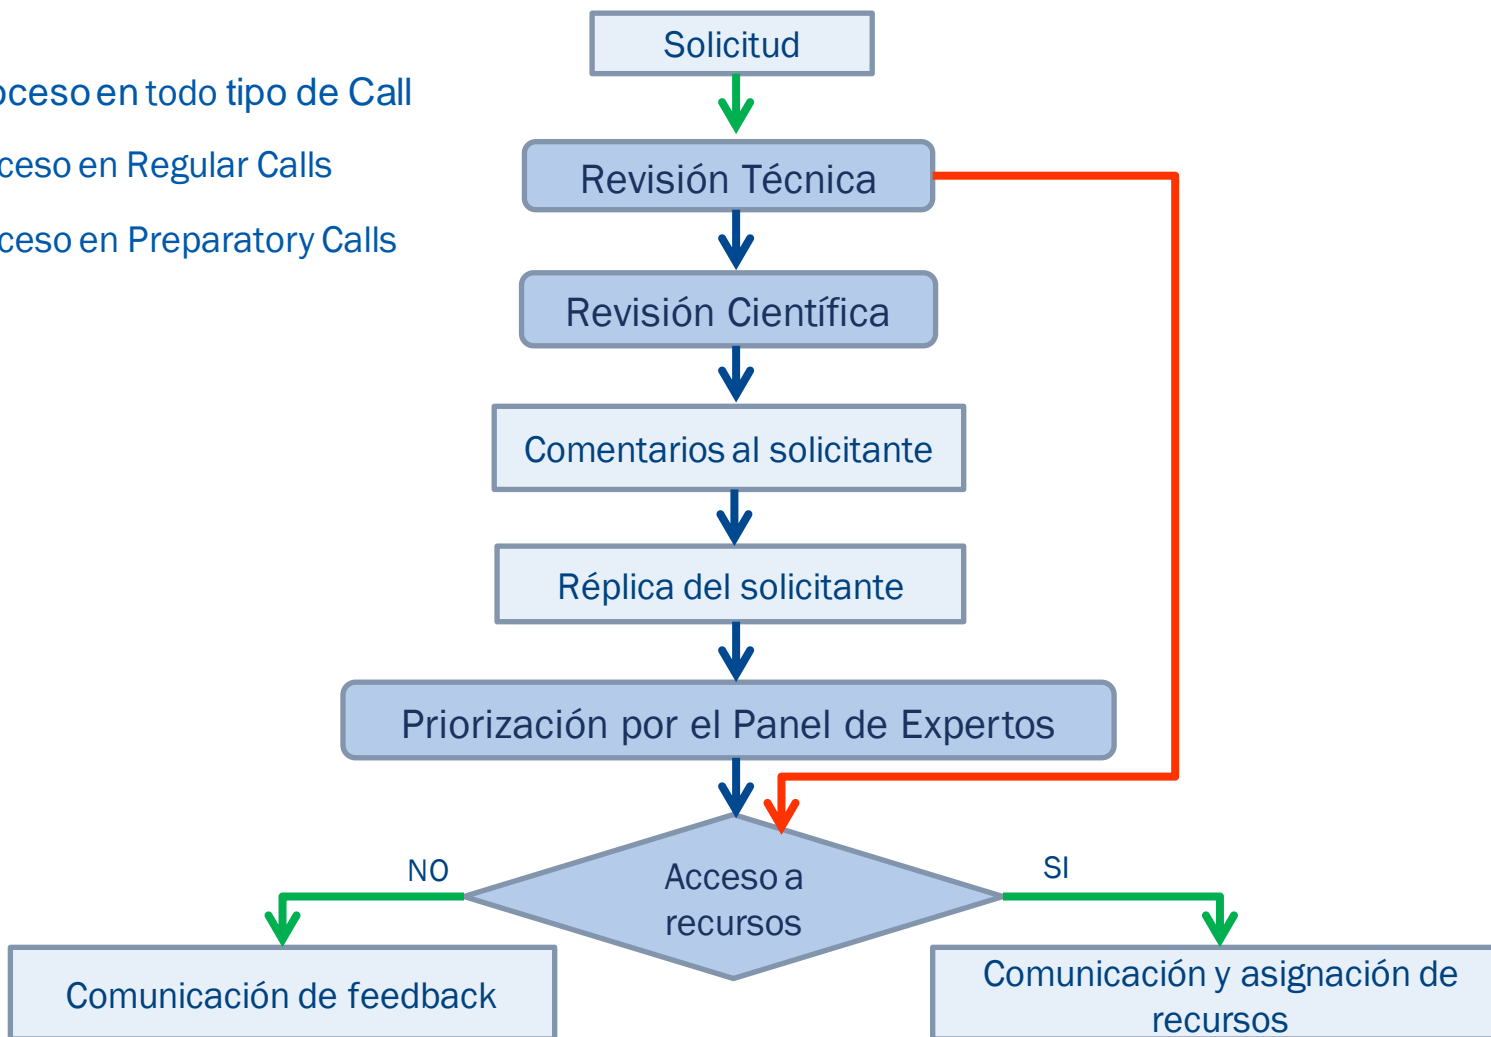 Solicitud
oceso en todo tipo de Call
ceso en Regular Calls
Revisión Técnica
ceso en Preparatory Calls
Revisión Científica
Comentarios al solicitante
Réplica del solicitante
Priorización por el Panel de Expertos
NO
Acceso a
recursos
SI
Comunicación de feedback
Comunicación y asignación de
recursos